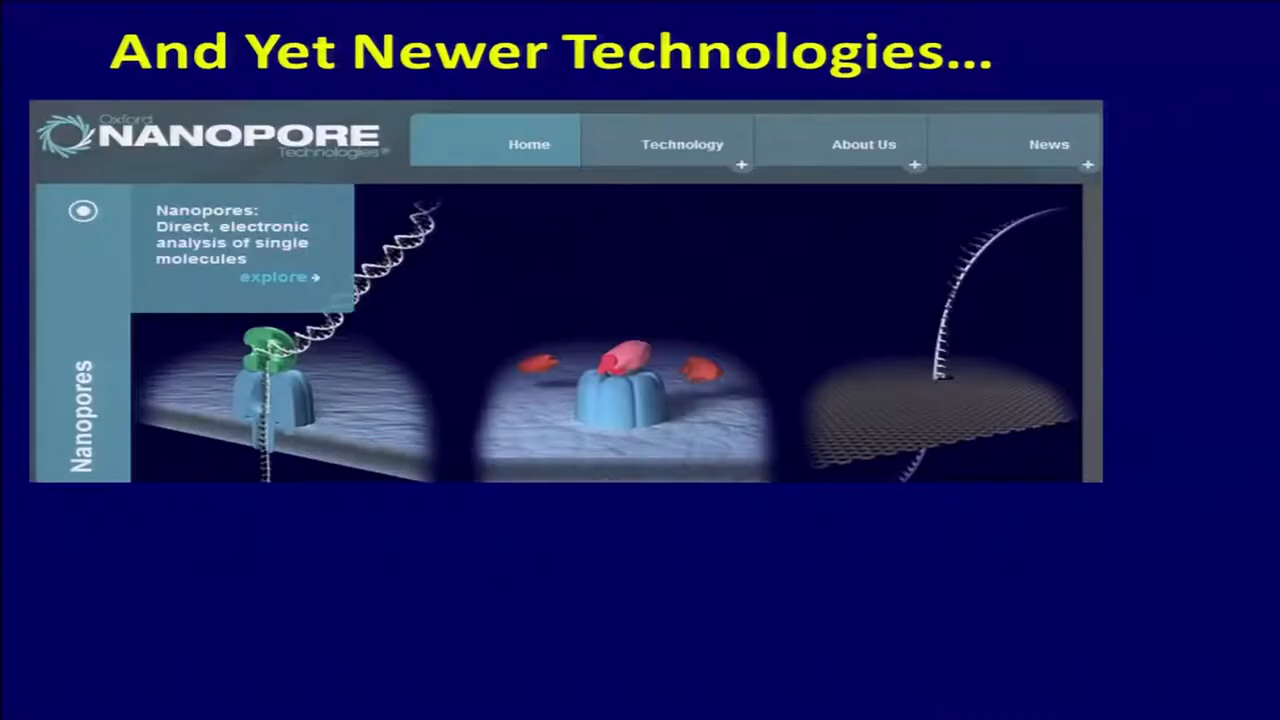 And Yet Newer Technologies...
Oxford
NANOPORE
Technologies®
Home
Technology
+
About Us
+
News
+
Nanopores:
Direct, electronic
analysis of single
molecules
explore
Nanopores